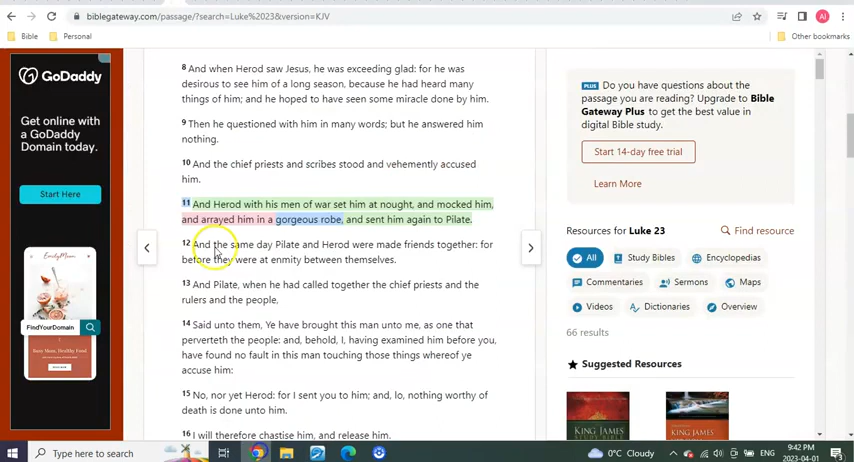 biblegateway.com/passage/?search=Luke%2023&version=KJV
AI
Bible
Personal
Other bookmarks
GoDaddy
Get online with
a GoDaddy
Domain today.
Start Here
FindYourDomain
8 And when Herod saw Jesus, he was exceeding glad: for he was
desirous to see him of a long season, because he had heard many
things of him; and he hoped to have seen some miracle done by him.
9 Then he questioned with him in many words; but he answered him
nothing.
10 And the chief priests and scribes stood and vehemently accused
him.
11 And Herod with his men of war set him at nought, and mocked him,
and arrayed him in a gorgeous robe, and sent him again to Pilate.
12 And the same day Pilate and Herod were made friends together: for
before they were at enmity between themselves.
13 And Pilate, when he had called together the chief priests and the
rulers and the people,
14 Said unto them, Ye have brought this man unto me, as one that
perverteth the people: and, behold, I, having examined him before you,
have found no fault in this man touching those things whereof ye
accuse him:
15 No, nor yet Herod: for I sent you to him; and, lo, nothing worthy of
death is done unto him.
16 I will therefore chastise him, and release him.
PLUS Do you have questions about the
passage you are reading? Upgrade to Bible
Gateway Plus to get the best value in
digital Bible study.
Start 14-day free trial
Learn More
Resources for Luke 23
Find resource
All
Study Bibles
Encyclopedias
Commentaries
Sermons
Maps
Videos
Dictionaries
Overview
66 results
Suggested Resources
KING JAMES
KING JAMES
Type here to search
0°C Cloudy
ENG
9:42 PM
2023-04-01
3